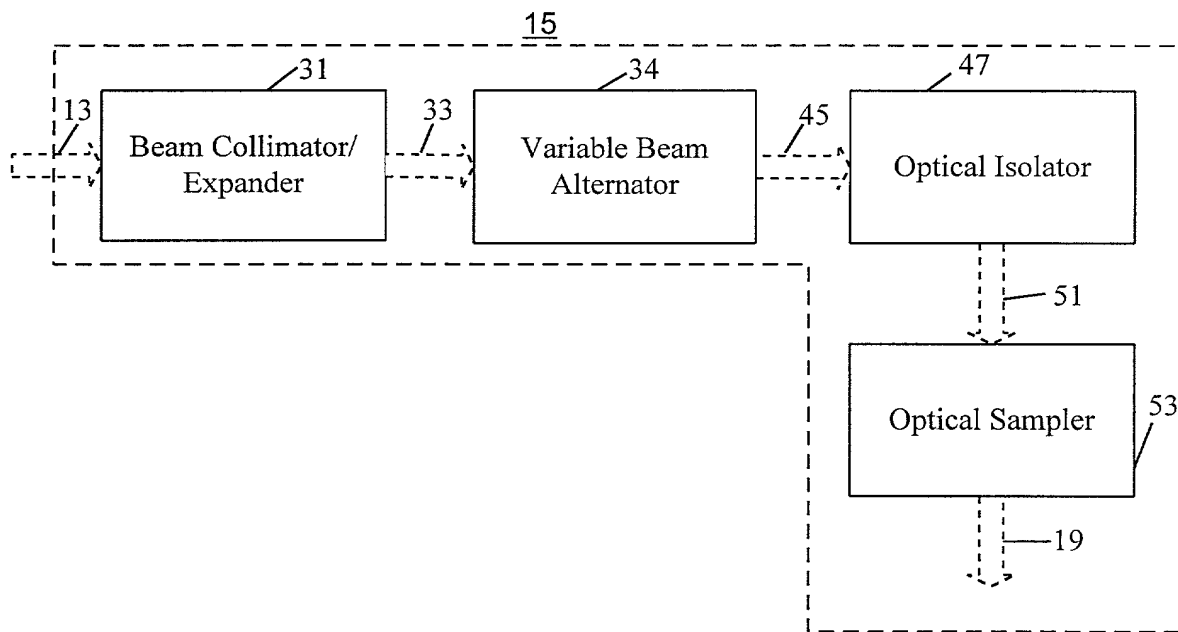 15
31
34
47
13
33
45
Beam Collimator/
Expander
Variable Beam
Alternator
Optical Isolator
51
Optical Sampler
53
19